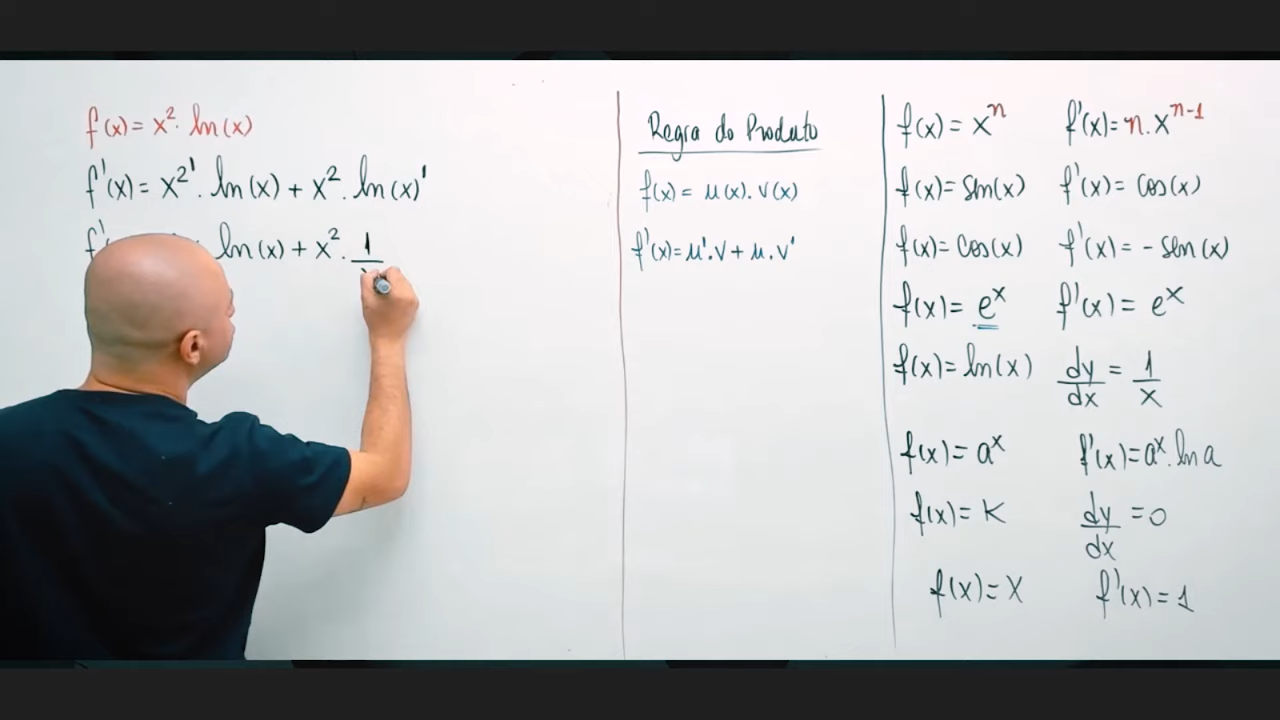 f(x) = x². ln(x)
f'(x) = x²' . ln(x) + x² . ln(x)'
f' ln(x) + x² . 1/
Regra do Produto
f(x) = u(x). v(x)
f'(x) = u'.v + u.v'
f(x) = xⁿ f'(x) = n.xⁿ⁻¹
f(x) = sen(x) f'(x) = cos(x)
f(x) = cos(x) f'(x) = - sen(x)
f(x) = eˣ f'(x) = eˣ
f(x) = ln(x) dy/dx = 1/x
f(x) = aˣ f'(x) = aˣ.ln a
f(x) = K dy/dx = 0
f(x) = x f'(x) = 1